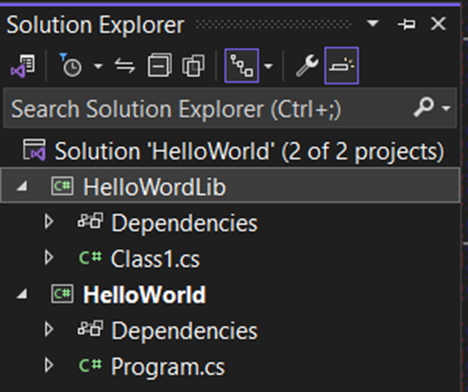 Solution Explorer
Search Solution Explorer (Ctrl+;)
Solution 'HelloWorld' (2 of 2 projects)
C# HelloWordLib
Dependencies
C# Class1.cs
C# HelloWorld
Dependencies
C# Program.cs